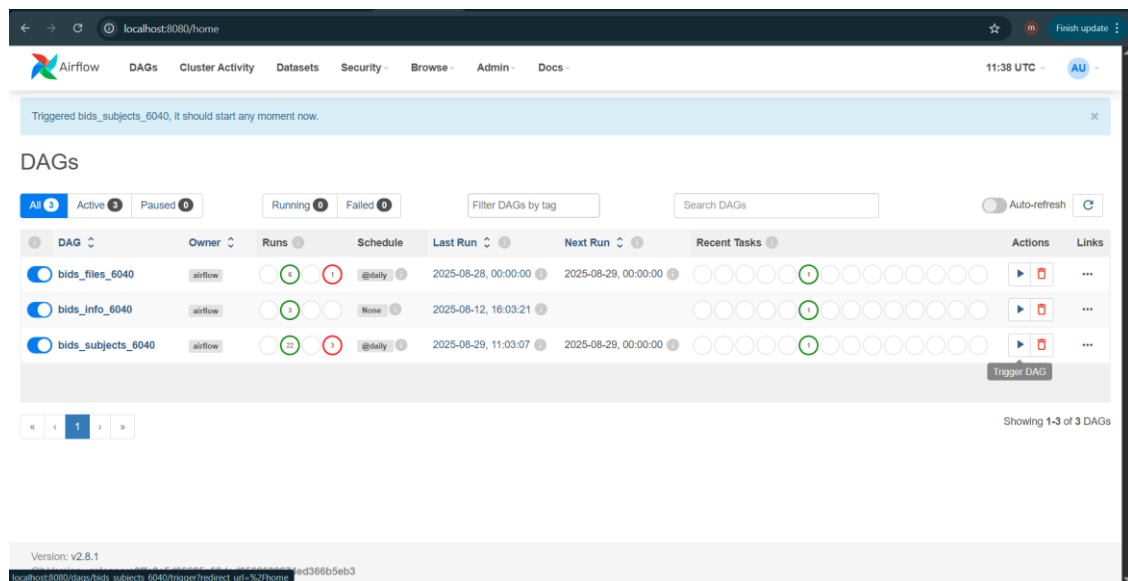 localhost:8080/home
m
Finish update
Airflow DAGs Cluster Activity Datasets Security Browse Admin Docs 11:38 UTC AU
Triggered bids_subjects_6040, it should start any moment now. ×
DAGs
All 3 Active 3 Paused 0 Running 0 Failed 0 Filter DAGs by tag Search DAGs Auto-refresh
DAG Owner Runs Schedule Last Run Next Run Recent Tasks Actions Links
bids_files_6040 airflow 6 1 @daily 2025-08-28, 00:00:00 2025-08-29, 00:00:00 1
bids_info_6040 airflow 3 None 2025-08-12, 16:03:21 1
bids_subjects_6040 airflow 22 3 @daily 2025-08-29, 11:03:07 2025-08-29, 00:00:00 1
Trigger DAG
« ‹ 1 › » Showing 1-3 of 3 DAGs
Version: v2.8.1
localhost:8080/dags/bids_subjects_6040/trigger?redirect_url=%2Fhome